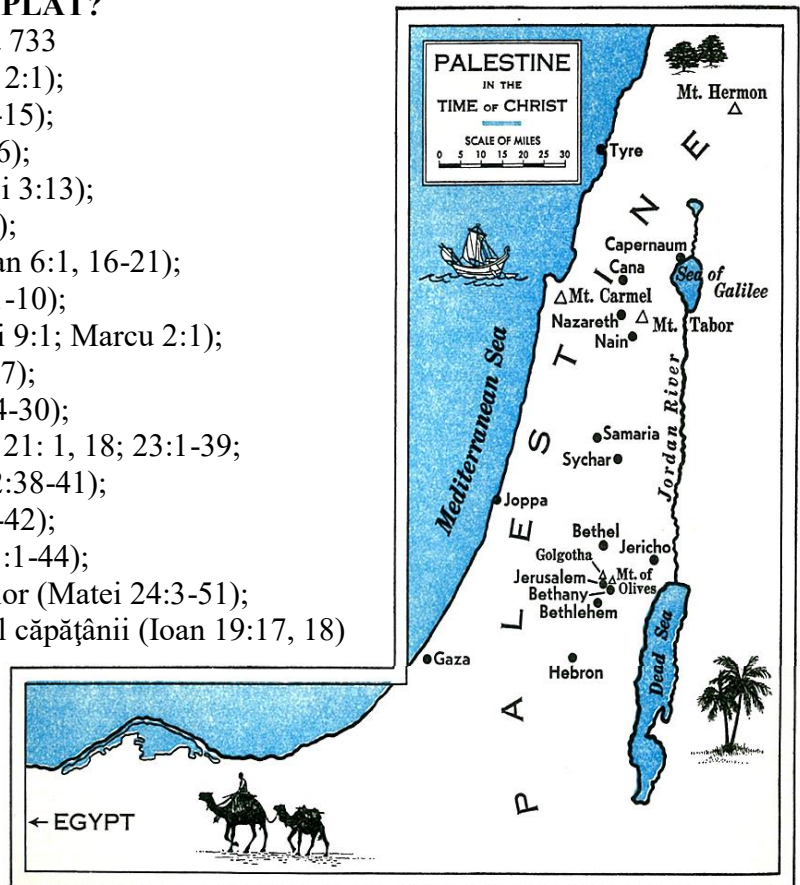 PLAT?
733
2:1);
-15);
6);
i 3:13);
);
an 6:1, 16-21);
1-10);
i 9:1; Marcu 2:1);
7);
4-30);
21: 1, 18; 23:1-39;
2:38-41);
-42);
:1-44);
lor (Matei 24:3-51);
l căpăţânii (Ioan 19:17, 18)
PALESTINE
IN THE
TIME OF CHRIST
SCALE OF MILES
0 5 10 15 20 25 30
Mt. Hermon
Tyre
Capernaum
Cana
Sea of
Galilee
Mt. Carmel
Nazareth
Mt. Tabor
Nain
Mediterranean Sea
Jordan River
Samaria
Sychar
Joppa
Bethel
Jericho
Golgotha
Jerusalem
Mt. of
Olives
Bethany
Bethlehem
Gaza
Hebron
Dead Sea
PALESTINE
← EGYPT